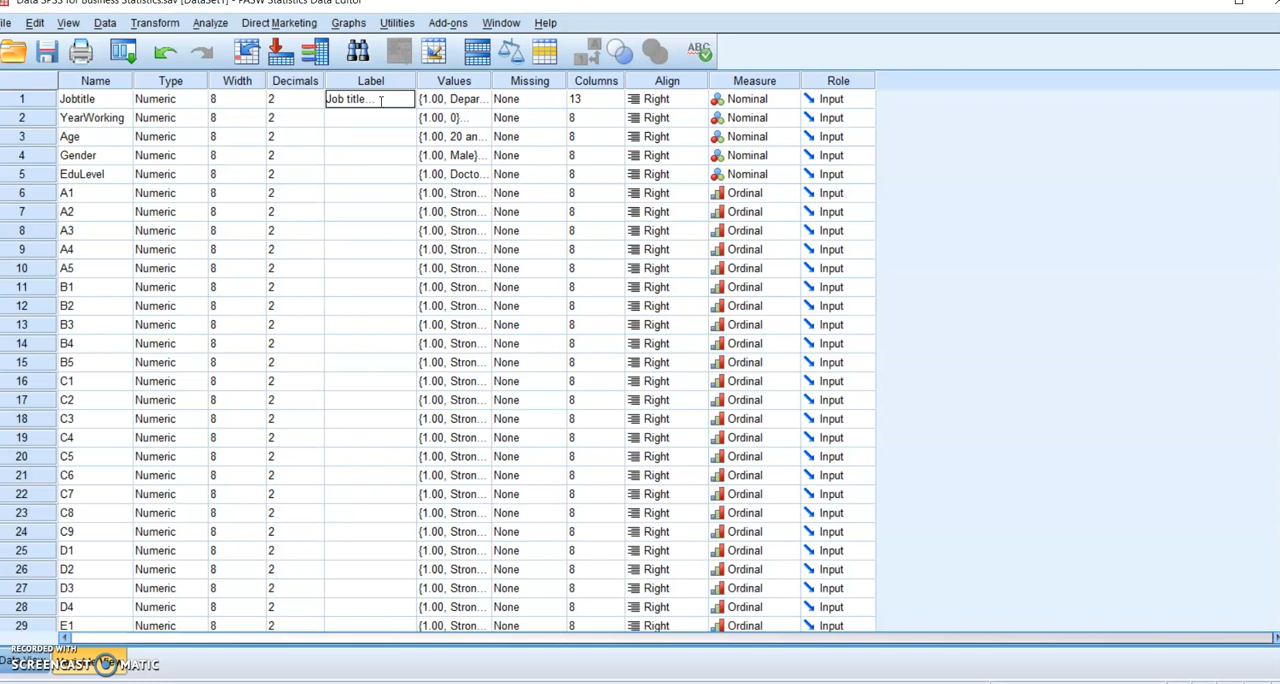 Data SPSS for Business Statistics.sav [DataSet1] - PASW Statistics Data Editor
ile Edit View Data Transform Analyze Direct Marketing Graphs Utilities Add-ons Window Help
Name Type Width Decimals Label Values Missing Columns Align Measure Role
1 Jobtitle Numeric 8 2 Job title... {1.00, Depar... None 13 Right Nominal Input
2 YearWorking Numeric 8 2 {1.00, 0}... None 8 Right Nominal Input
3 Age Numeric 8 2 {1.00, 20 an... None 8 Right Nominal Input
4 Gender Numeric 8 2 {1.00, Male}... None 8 Right Nominal Input
5 EduLevel Numeric 8 2 {1.00, Docto... None 8 Right Nominal Input
6 A1 Numeric 8 2 {1.00, Stron... None 8 Right Ordinal Input
7 A2 Numeric 8 2 {1.00, Stron... None 8 Right Ordinal Input
8 A3 Numeric 8 2 {1.00, Stron... None 8 Right Ordinal Input
9 A4 Numeric 8 2 {1.00, Stron... None 8 Right Ordinal Input
10 A5 Numeric 8 2 {1.00, Stron... None 8 Right Ordinal Input
11 B1 Numeric 8 2 {1.00, Stron... None 8 Right Ordinal Input
12 B2 Numeric 8 2 {1.00, Stron... None 8 Right Ordinal Input
13 B3 Numeric 8 2 {1.00, Stron... None 8 Right Ordinal Input
14 B4 Numeric 8 2 {1.00, Stron... None 8 Right Ordinal Input
15 B5 Numeric 8 2 {1.00, Stron... None 8 Right Ordinal Input
16 C1 Numeric 8 2 {1.00, Stron... None 8 Right Ordinal Input
17 C2 Numeric 8 2 {1.00, Stron... None 8 Right Ordinal Input
18 C3 Numeric 8 2 {1.00, Stron... None 8 Right Ordinal Input
19 C4 Numeric 8 2 {1.00, Stron... None 8 Right Ordinal Input
20 C5 Numeric 8 2 {1.00, Stron... None 8 Right Ordinal Input
21 C6 Numeric 8 2 {1.00, Stron... None 8 Right Ordinal Input
22 C7 Numeric 8 2 {1.00, Stron... None 8 Right Ordinal Input
23 C8 Numeric 8 2 {1.00, Stron... None 8 Right Ordinal Input
24 C9 Numeric 8 2 {1.00, Stron... None 8 Right Ordinal Input
25 D1 Numeric 8 2 {1.00, Stron... None 8 Right Ordinal Input
26 D2 Numeric 8 2 {1.00, Stron... None 8 Right Ordinal Input
27 D3 Numeric 8 2 {1.00, Stron... None 8 Right Ordinal Input
28 D4 Numeric 8 2 {1.00, Stron... None 8 Right Ordinal Input
29 E1 Numeric 8 2 {1.00, Stron... None 8 Right Ordinal Input
RECORDED WITH
SCREENCAST MATIC